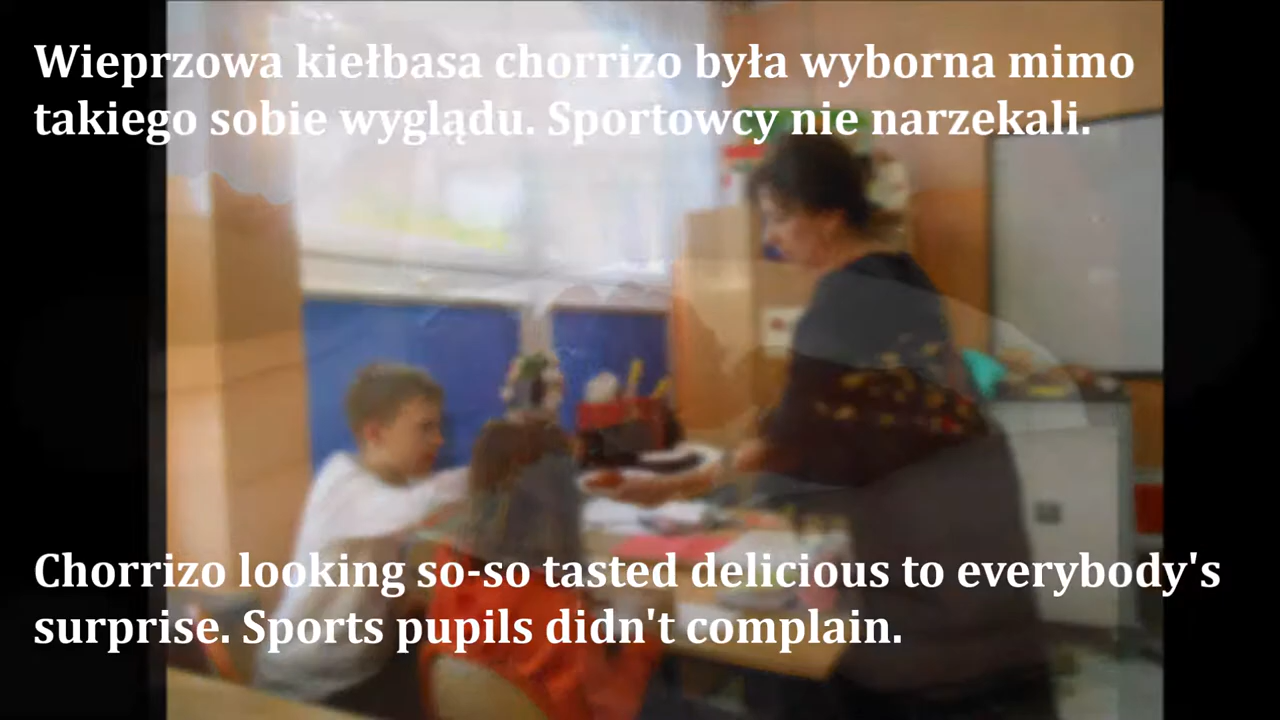 Wieprzowa kiełbasa chorrizo była wyborna mimo
takiego sobie wyglądu. Sportowcy nie narzekali.
Chorrizo looking so-so tasted delicious to everybody's
surprise. Sports pupils didn't complain.